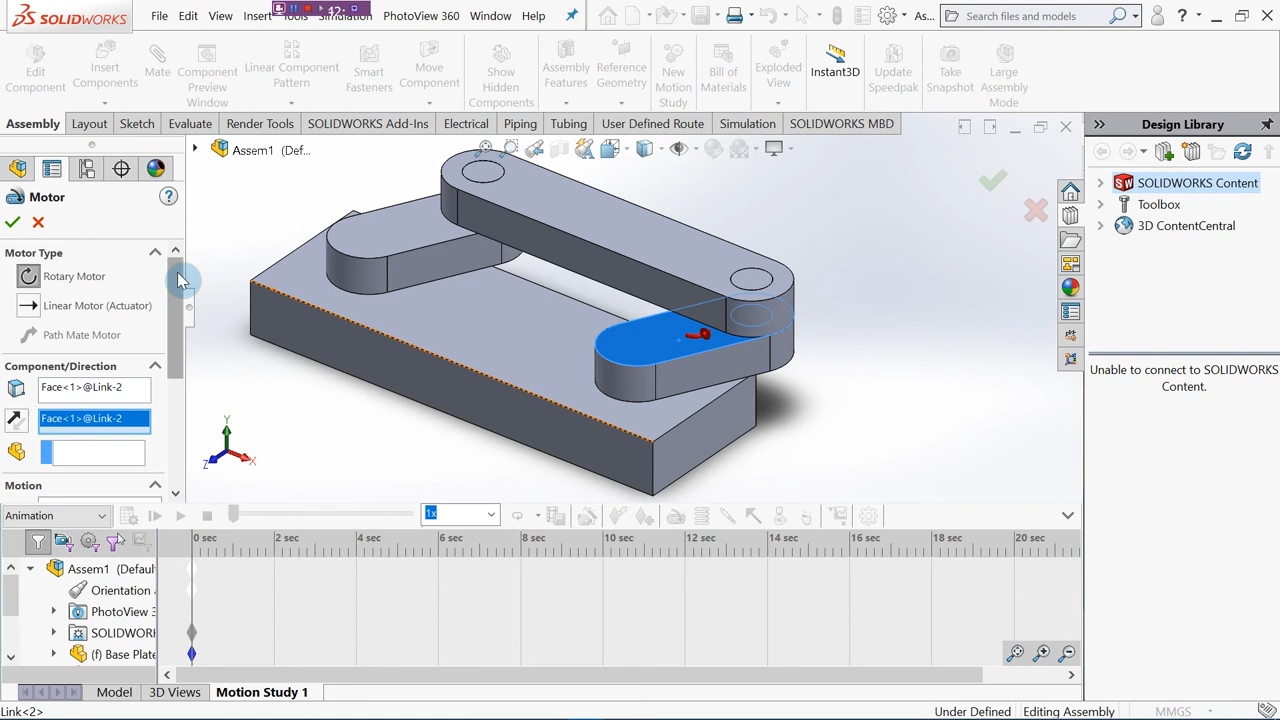 SOLIDWORKS
File Edit View Insert Simulation PhotoView 360 Window Help
42:
As...
Search files and models
?
Edit Component
Insert Components
Mate
Component Preview Window
Linear Component Pattern
Smart Fasteners
Move Component
Show Hidden Components
Assembly Features
Reference Geometry
New Motion Study
Bill of Materials
Exploded View
Instant3D
Update Speedpak
Take Snapshot
Large Assembly Mode
Assembly Layout Sketch Evaluate Render Tools SOLIDWORKS Add-Ins Electrical Piping Tubing User Defined Route Simulation SOLIDWORKS MBD
Design Library
Assem1 (Def...
Motor
?
Motor Type
Rotary Motor
Linear Motor (Actuator)
Path Mate Motor
Component/Direction
Face<1>@Link-2
Face<1>@Link-2
Motion
Y
Z
X
SOLIDWORKS Content
Toolbox
3D ContentCentral
Unable to connect to SOLIDWORKS
Content.
Animation
1x
0 sec 2 sec 4 sec 6 sec 8 sec 10 sec 12 sec 14 sec 16 sec 18 sec 20 sec
Assem1 (Default
Orientation
PhotoView 3
SOLIDWOR
(f) Base Plate
Model 3D Views Motion Study 1
Link<2>
Under Defined Editing Assembly MMGS